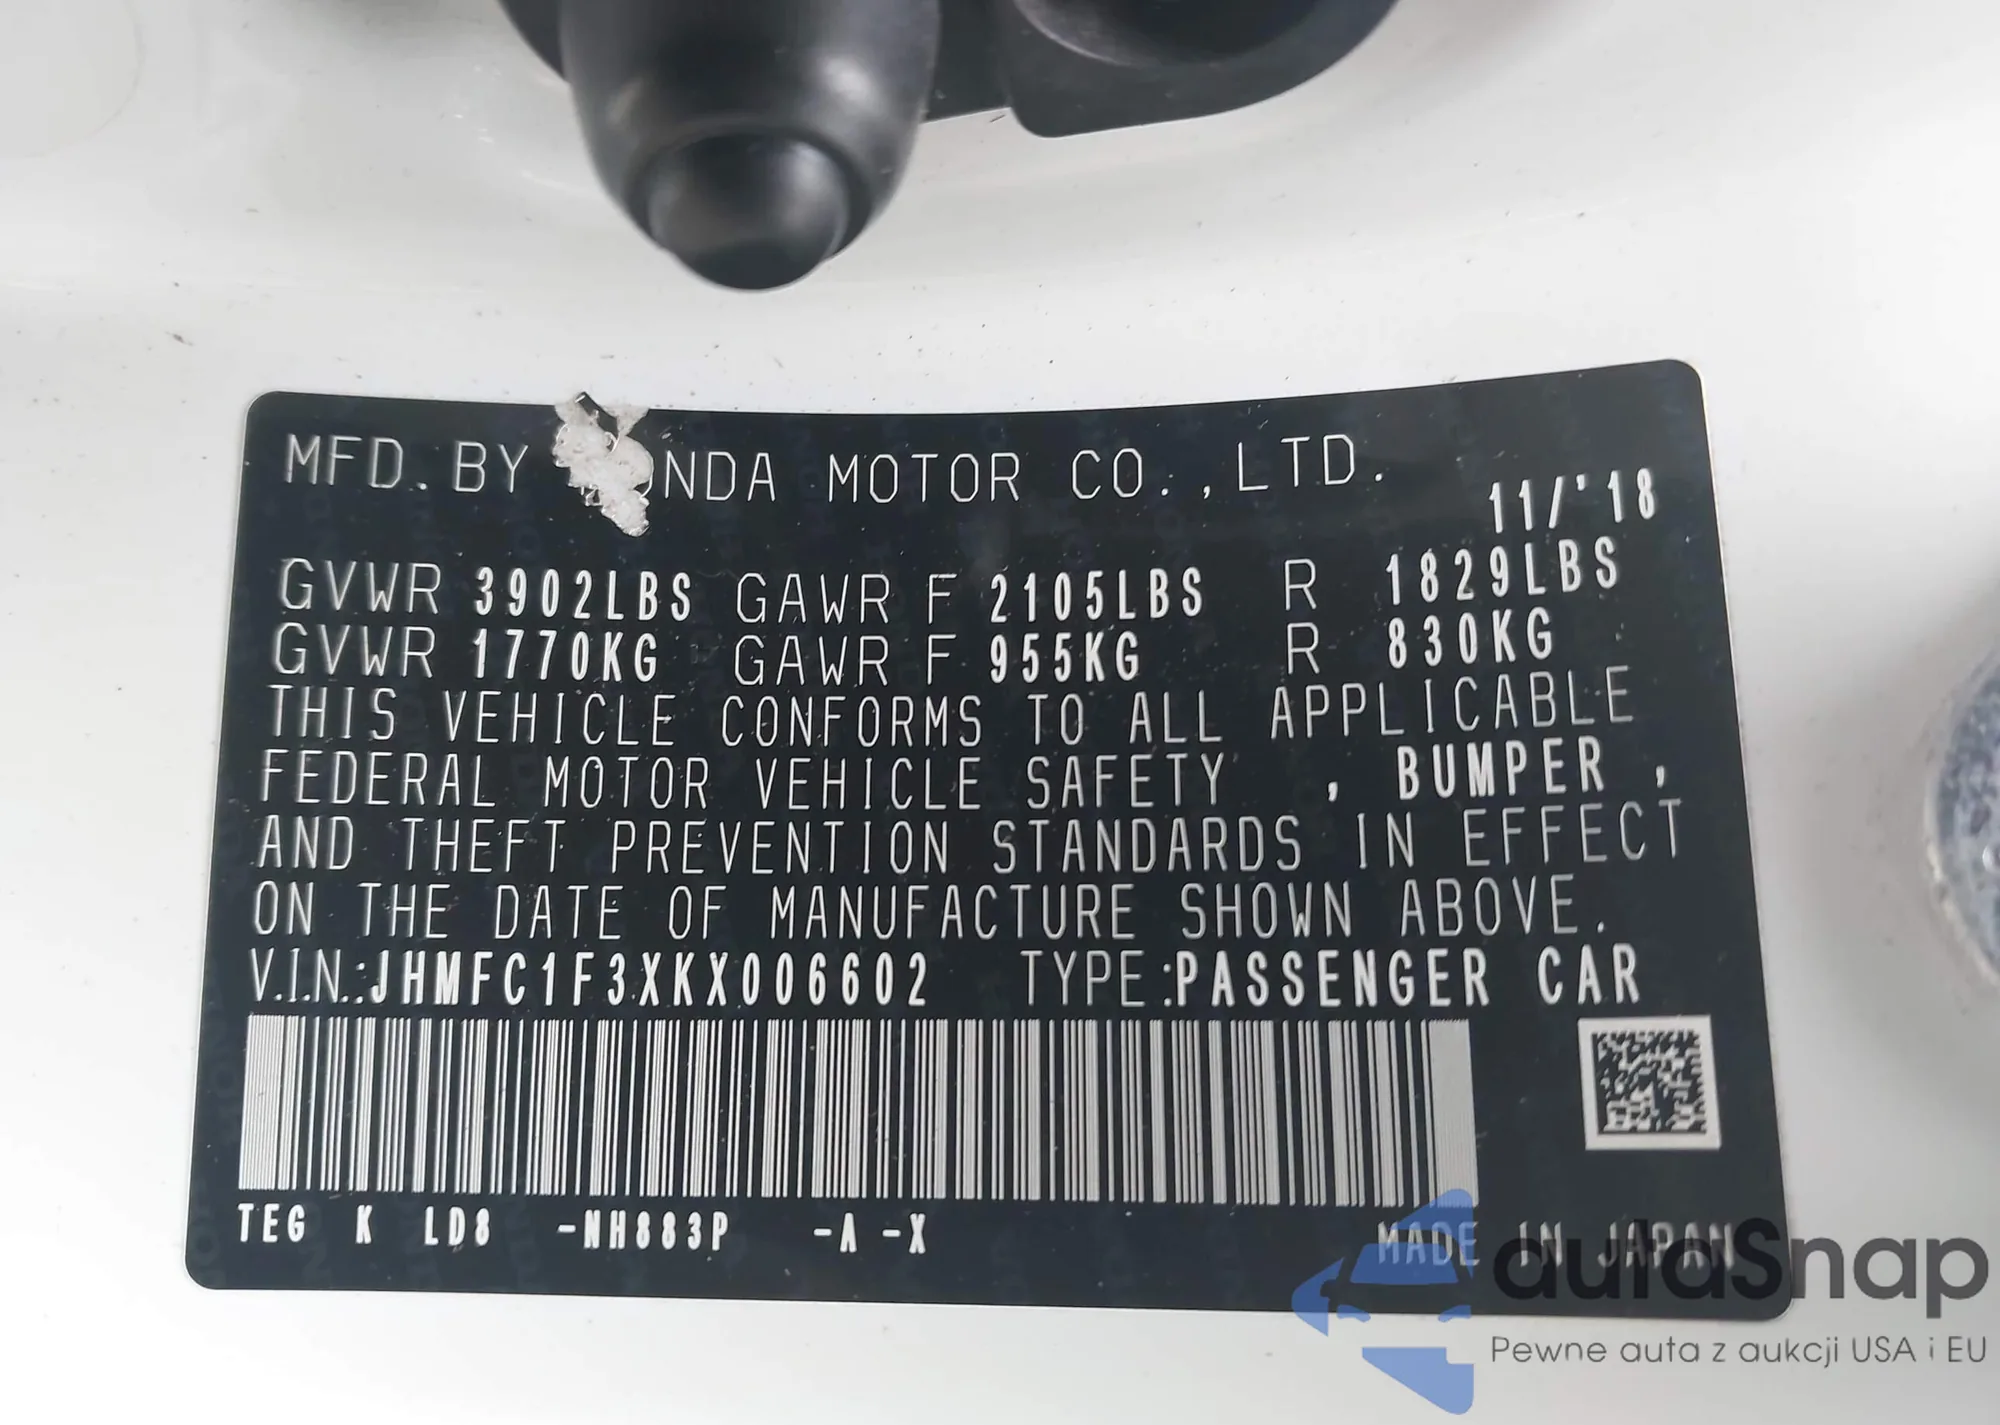 MFD. BY NDA MOTOR CO.,LTD.
11/'18
GVWR 3902LBS GAWR F 2105LBS R 1829LBS
GVWR 1770KG GAWR F 955KG R 830KG
THIS VEHICLE CONFORMS TO ALL APPLICABLE
FEDERAL MOTOR VEHICLE SAFETY , BUMPER ,
AND THEFT PREVENTION STANDARDS IN EFFECT
ON THE DATE OF MANUFACTURE SHOWN ABOVE.
V.I.N.:JHMFC1F3XKX006602 TYPE:PASSENGER CAR
TEG K LD8 -NH883P -A -X
MADE IN JAPAN
autaSnap
Pewne auta z aukcji USA i EU